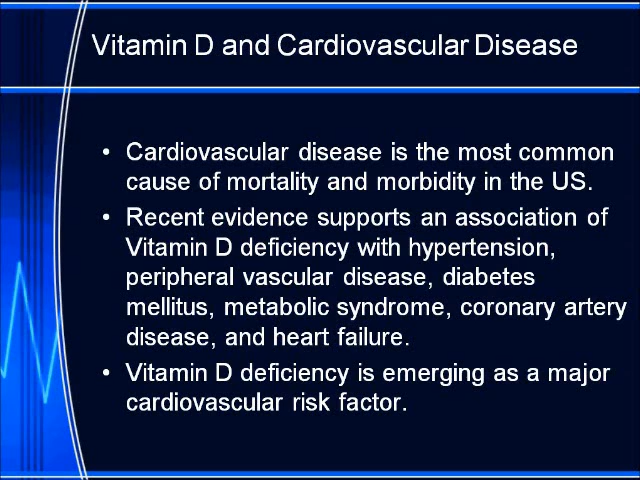 Vitamin D and Cardiovascular Disease
• Cardiovascular disease is the most common
cause of mortality and morbidity in the US.
• Recent evidence supports an association of
Vitamin D deficiency with hypertension,
peripheral vascular disease, diabetes
mellitus, metabolic syndrome, coronary artery
disease, and heart failure.
• Vitamin D deficiency is emerging as a major
cardiovascular risk factor.